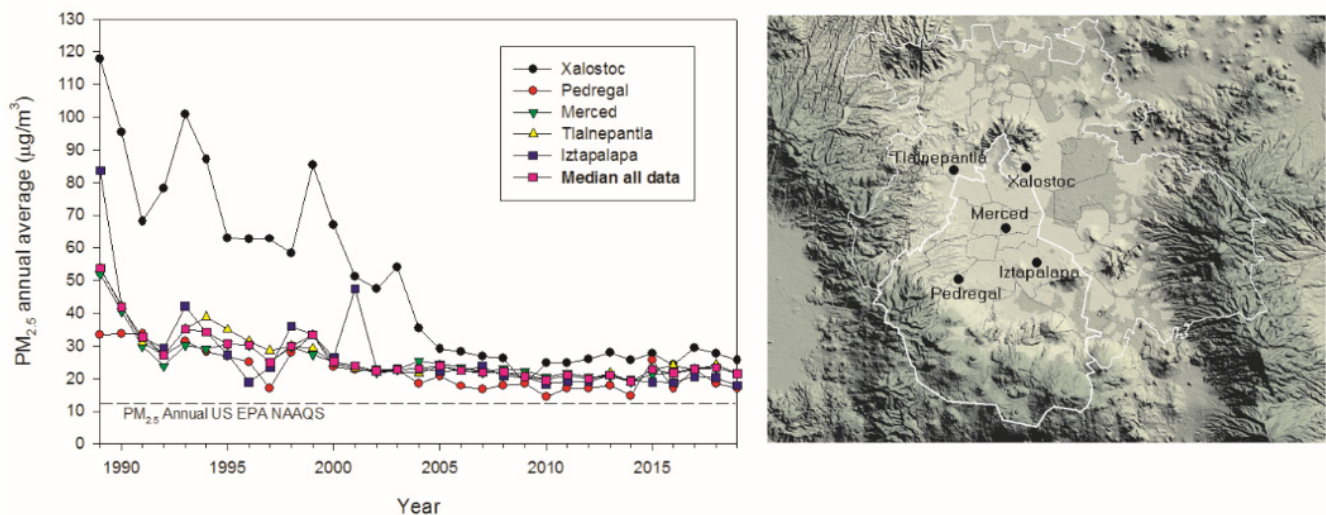 130
120
110
100
90
80
70
60
50
40
30
20
10
0
PM2.5 annual average (μg/m3)
Xalostoc
Pedregal
Merced
Tlalnepantla
Iztapalapa
Median all data
PM2.5 Annual US EPA NAAQS
1990 1995 2000 2005 2010 2015
Year
Tlalnepantla
Xalostoc
Merced
Iztapalapa
Pedregal